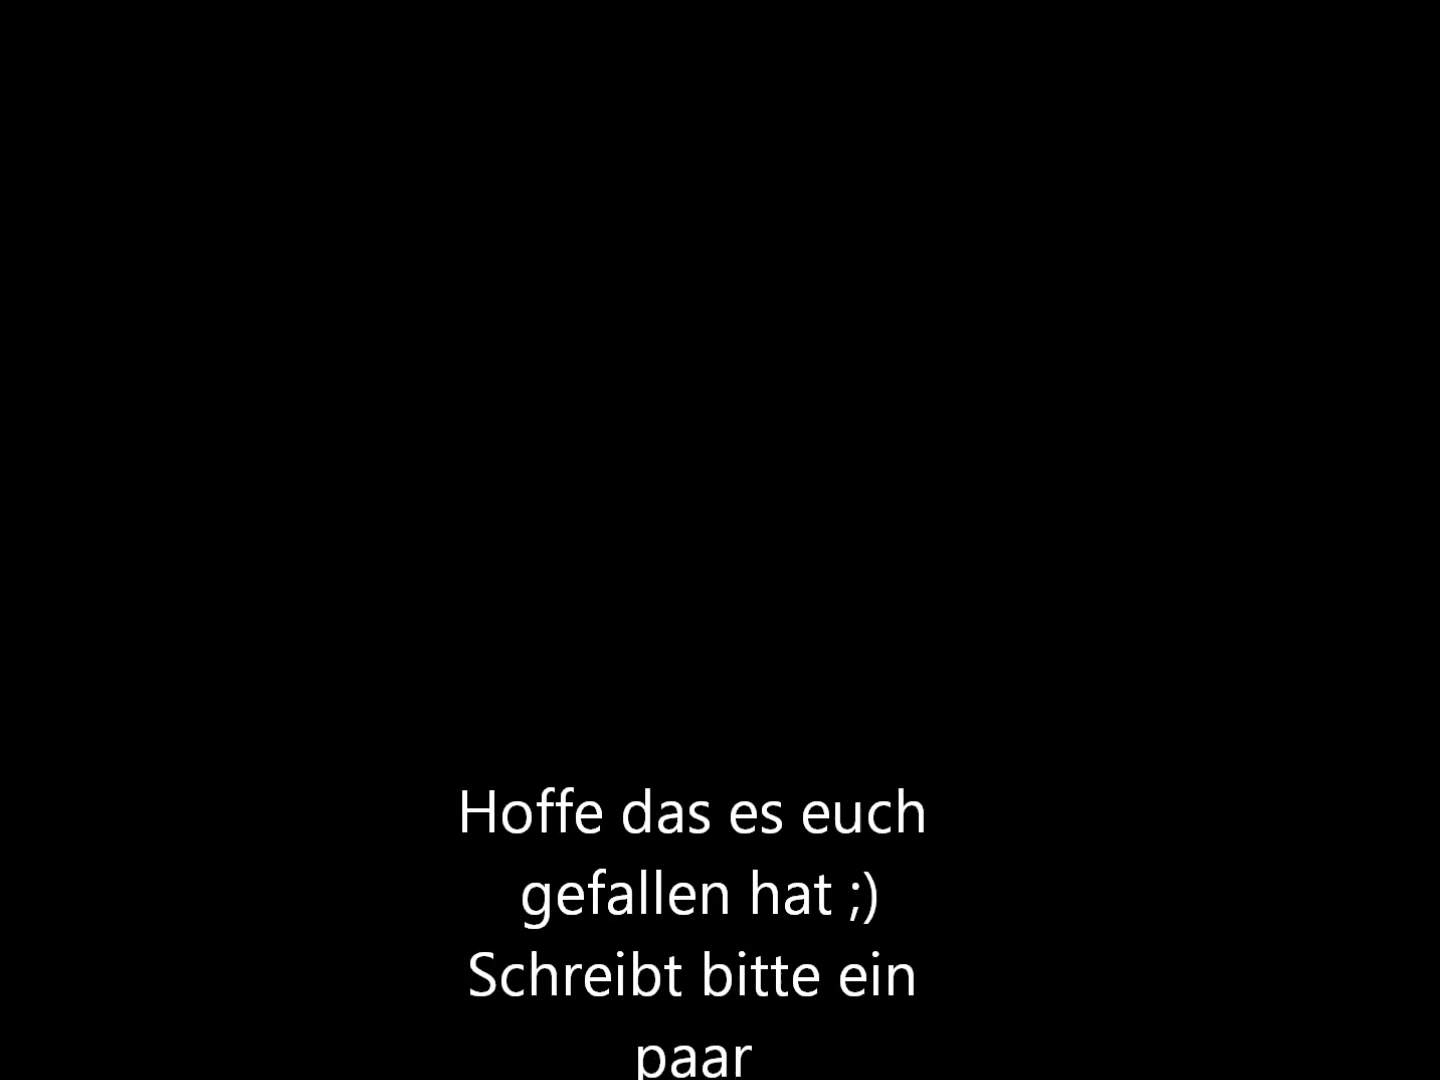 Hoffe das es euch
gefallen hat ;)
Schreibt bitte ein
paar